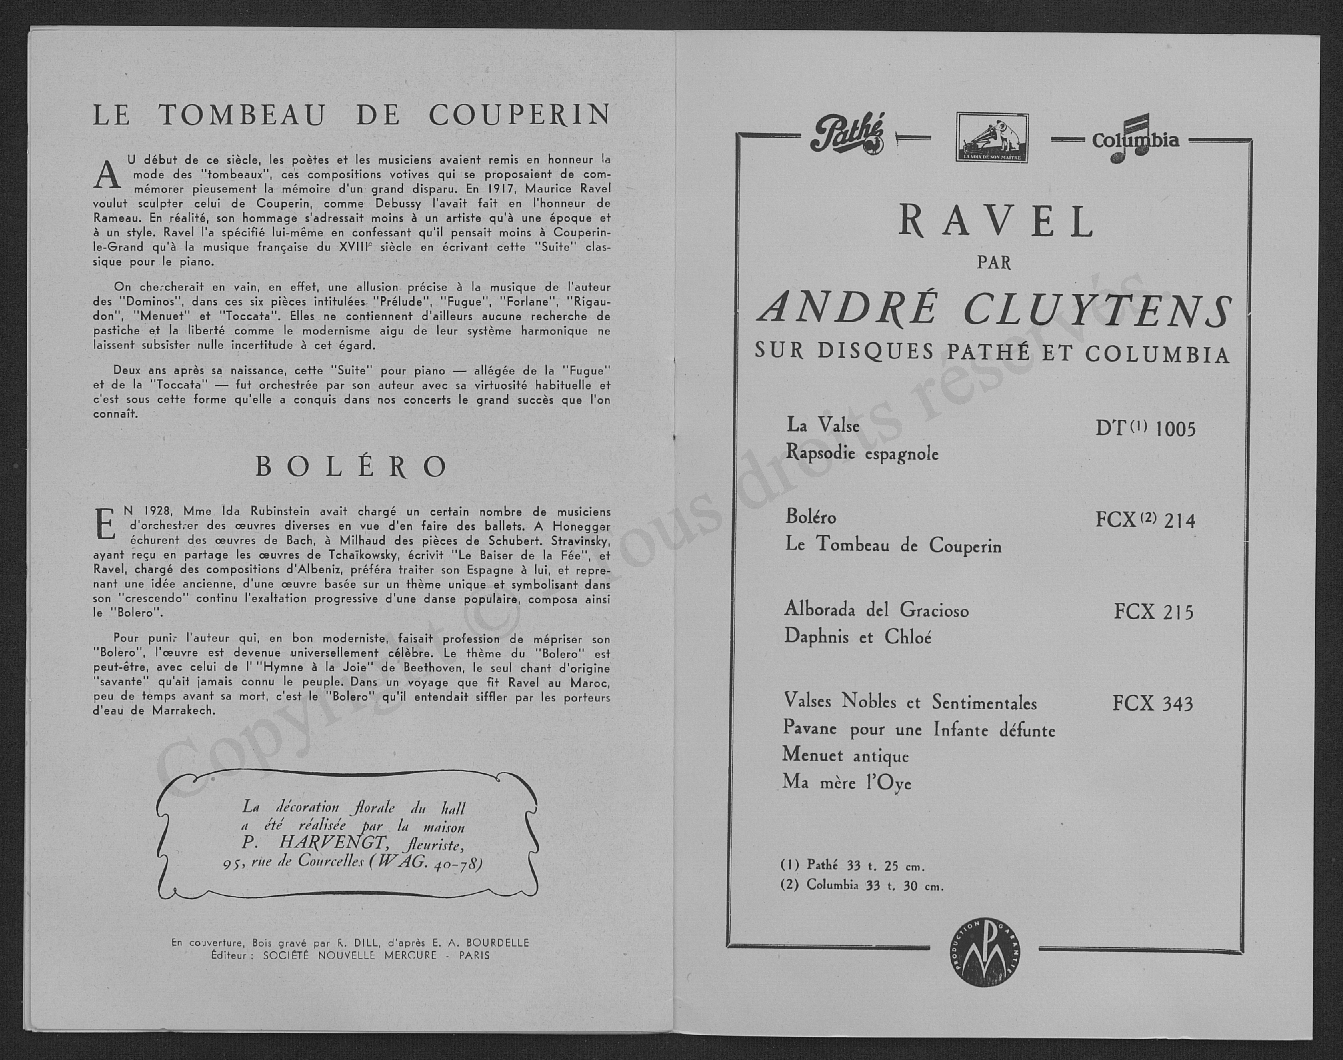 LE TOMBEAU DE COUPERIN
AU début de ce siècle, les poètes et les musiciens avaient remis en honneur la
mode des "tombeaux", ces compositions votives qui se proposaient de com-
mémorer pieusement la mémoire d'un grand disparu. En 1917, Maurice Ravel
voulut sculpter celui de Couperin, comme Debussy l'avait fait en l'honneur de
Rameau. En réalité, son hommage s'adressait moins à un artiste qu'à une époque et
à un style. Ravel l'a spécifié lui-même en confessant qu'il pensait moins à Couperin-
le-Grand qu'à la musique française du XVIIIe siècle en écrivant cette "Suite" clas-
sique pour le piano.
On chercherait en vain, en effet, une allusion précise à la musique de l'auteur
des "Dominos", dans ces six pièces intitulées "Prélude", "Fugue", "Forlane", "Rigau-
don", "Menuet" et "Toccata". Elles ne contiennent d'ailleurs aucune recherche de
pastiche et la liberté comme le modernisme aigu de leur système harmonique ne
laissent subsister nulle incertitude à cet égard.
Deux ans après sa naissance, cette "Suite" pour piano — allégée de la "Fugue"
et de la "Toccata" — fut orchestrée par son auteur avec sa virtuosité habituelle et
c'est sous cette forme qu'elle a conquis dans nos concerts le grand succès que l'on
connaît.
BOLÉRO
EN 1928, Mme Ida Rubinstein avait chargé un certain nombre de musiciens
d'orchestrer des œuvres diverses en vue d'en faire des ballets. A Honegger
échurent des œuvres de Bach, à Milhaud des pièces de Schubert. Stravinsky,
ayant reçu en partage les œuvres de Tchaïkowsky, écrivit "Le Baiser de la Fée", et
Ravel, chargé des compositions d'Albeniz, préféra traiter son Espagne à lui, et repre-
nant une idée ancienne, d'une œuvre basée sur un thème unique et symbolisant dans
son "crescendo" continu l'exaltation progressive d'une danse populaire, composa ainsi
le "Bolero".
Pour punir l'auteur qui, en bon moderniste, faisait profession de mépriser son
"Bolero", l'œuvre est devenue universellement célèbre. Le thème du "Bolero" est
peut-être, avec celui de l' "Hymne à la Joie" de Beethoven, le seul chant d'origine
"savante" qu'ait jamais connu le peuple. Dans un voyage que fit Ravel au Maroc,
peu de temps avant sa mort, c'est le "Bolero" qu'il entendait siffler par les porteurs
d'eau de Marrakech.
La décoration florale du hall
a été réalisée par la maison
P. HARVENGT, fleuriste,
95, rue de Courcelles (WAG. 40-78)
En couverture, Bois gravé par R. DILL, d'après E. A. BOURDELLE
Éditeur : SOCIÉTÉ NOUVELLE MERCURE - PARIS
Pathé
LA VOIX DE SON MAITRE
Columbia
RAVEL
PAR
ANDRÉ CLUYTENS
SUR DISQUES PATHÉ ET COLUMBIA
La Valse DT (1) 1005
Rapsodie espagnole
Boléro FCX (2) 214
Le Tombeau de Couperin
Alborada del Gracioso FCX 215
Daphnis et Chloé
Valses Nobles et Sentimentales FCX 343
Pavane pour une Infante défunte
Menuet antique
Ma mère l'Oye
(1) Pathé 33 t. 25 cm.
(2) Columbia 33 t. 30 cm.
PRODUCTION GARANTIE
PM
Copyright © Tous droits réservés.